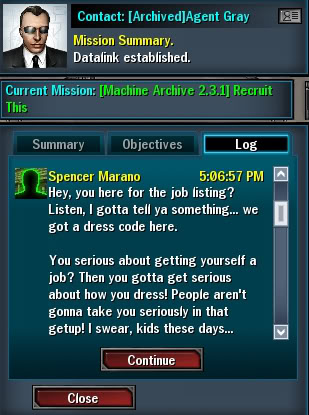 Contact: [Archived]Agent Gray
Mission Summary.
Datalink established.
Current Mission: [Machine Archive 2.3.1] Recruit
This
Summary
Objectives
Log
Spencer Marano 5:06:57 PM
Hey, you here for the job listing?
Listen, I gotta tell ya something... we
got a dress code here.
You serious about getting yourself a
job? Then you gotta get serious
about how you dress! People aren't
gonna take you seriously in that
getup! I swear, kids these days...
Continue
Close